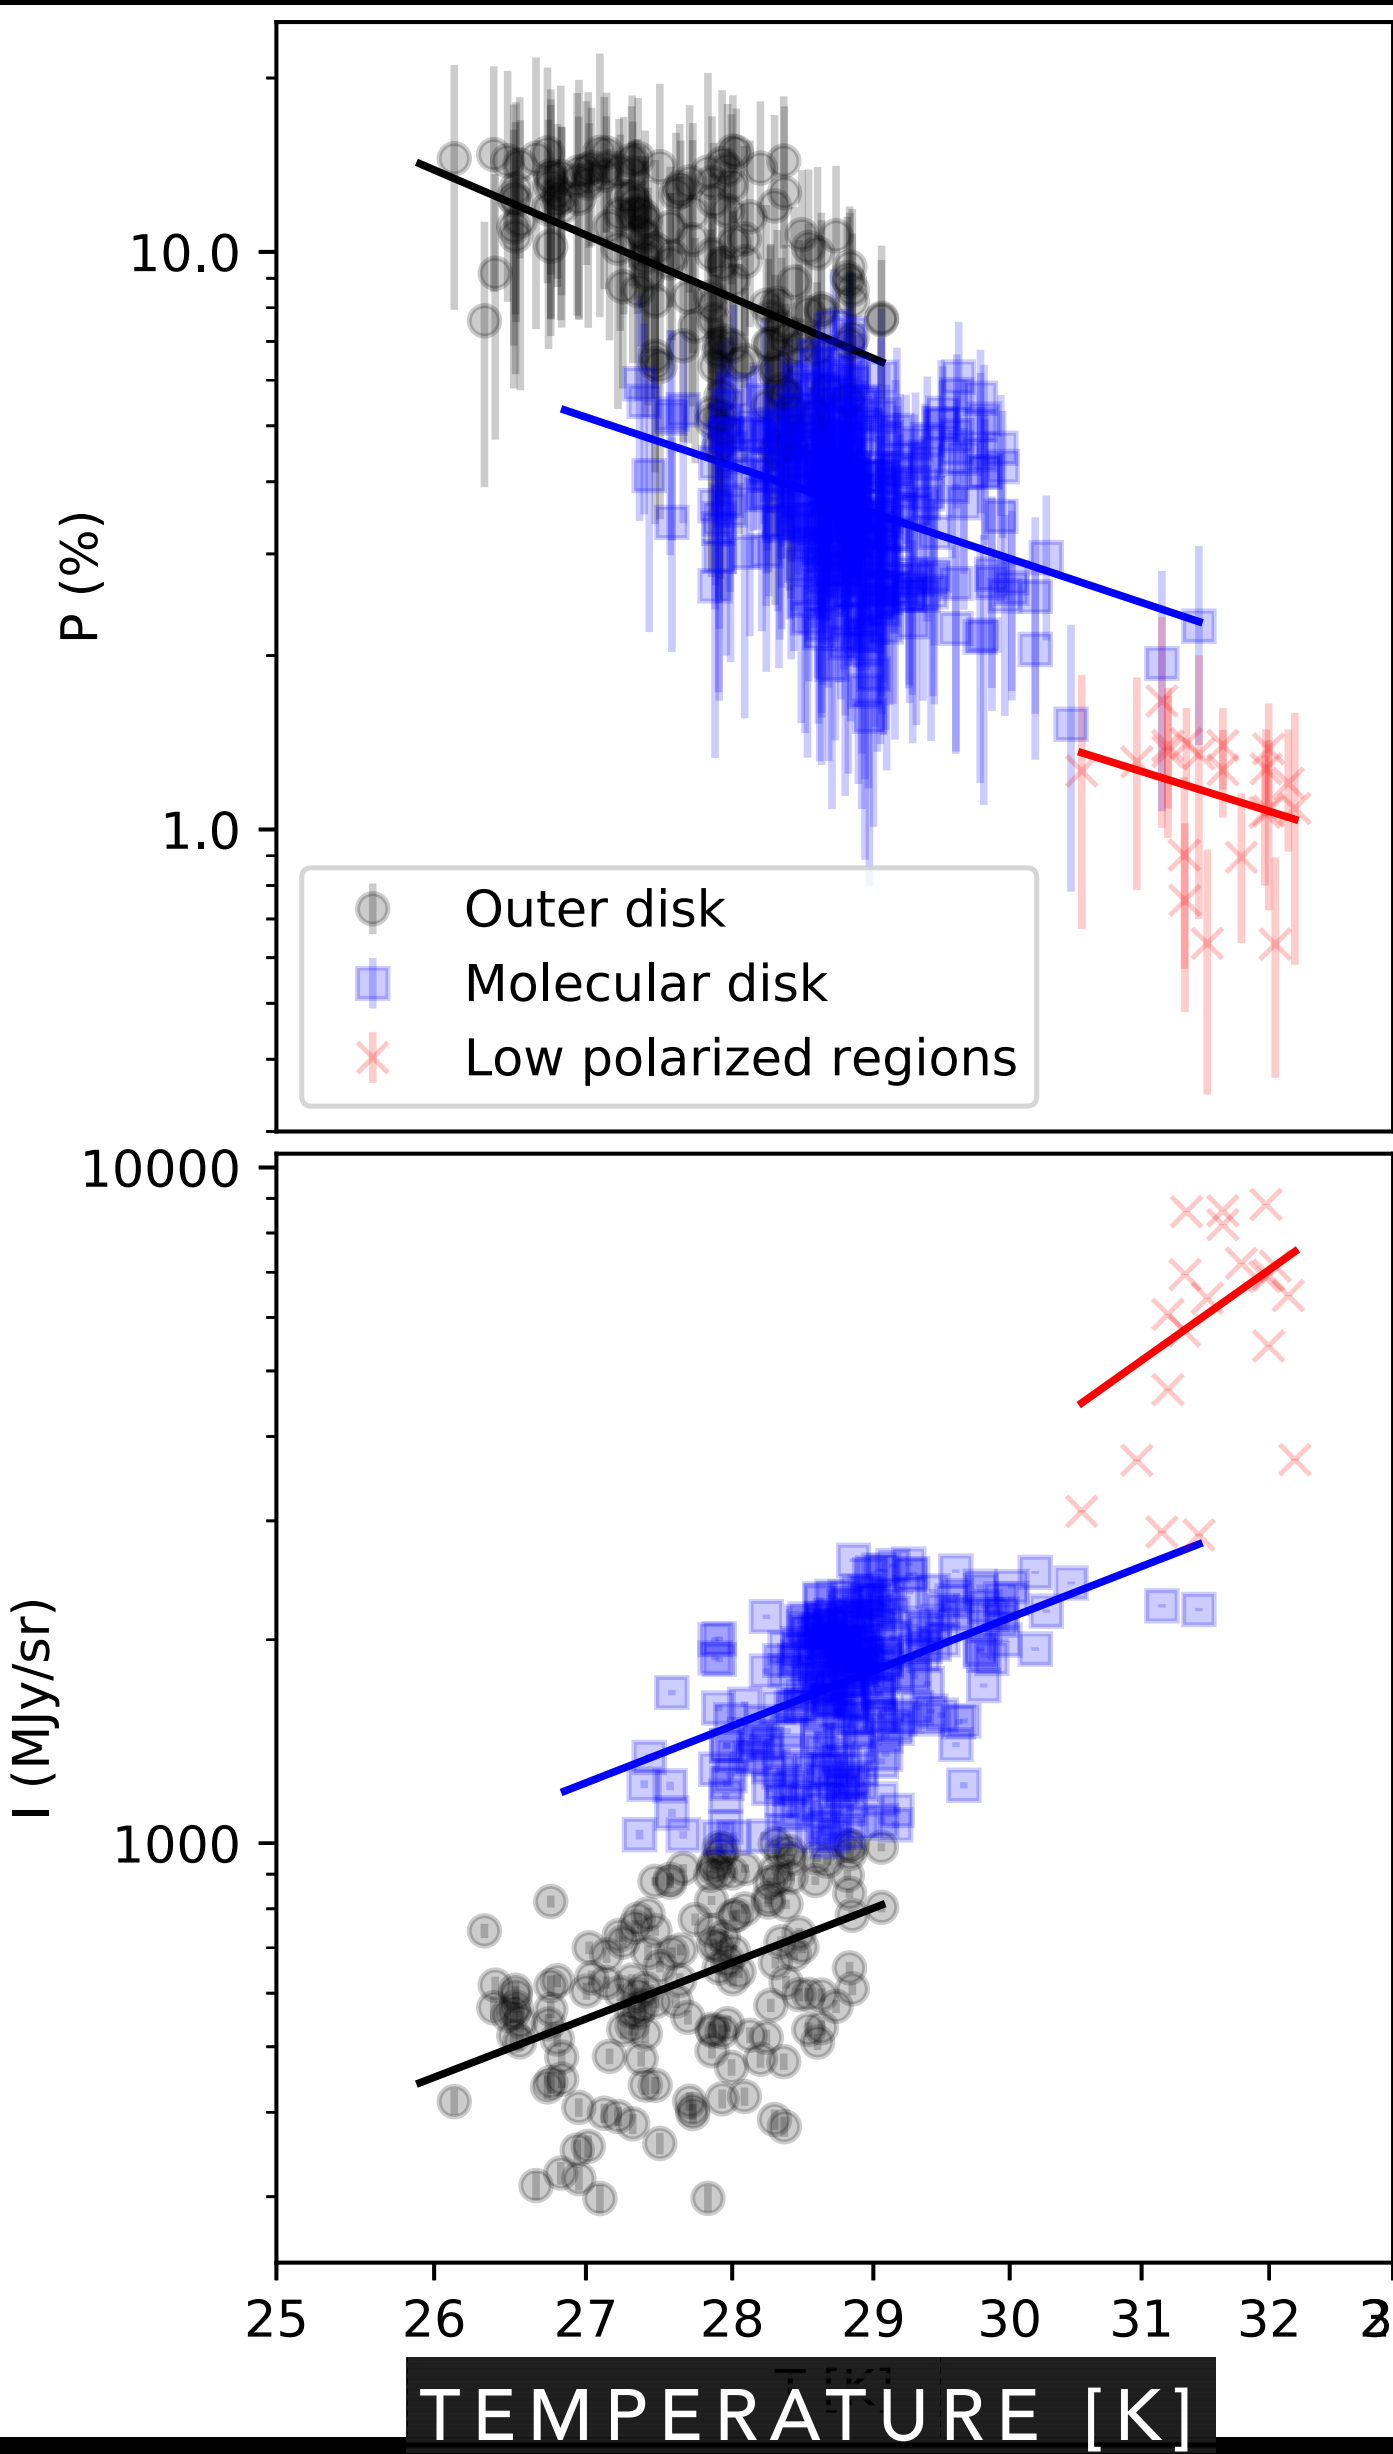 10.0
P (%)
1.0
Outer disk
Molecular disk
Low polarized regions
10000
I (MJy/sr)
1000
25 26 27 28 29 30 31 32
T [K]
TEMPERATURE [K]